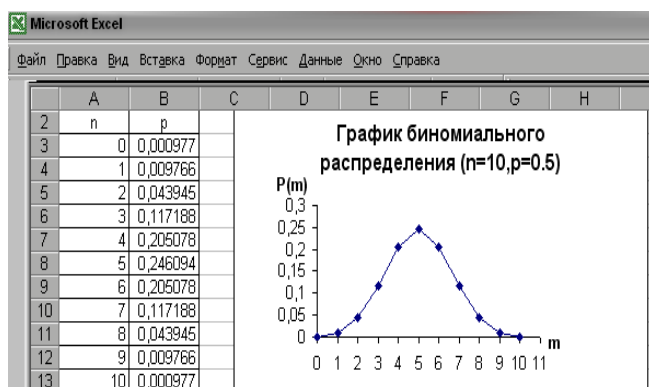 Microsoft Excel
Файл Правка Вид Вставка Формат Сервис Данные Окно Справка
A B C D E F G H
2 n p
3 0 0,000977
4 1 0,009766
5 2 0,043945
6 3 0,117188
7 4 0,205078
8 5 0,246094
9 6 0,205078
10 7 0,117188
11 8 0,043945
12 9 0,009766
13 10 0,000977
График биномиального
распределения (n=10,p=0.5)
P(m)
0,3
0,25
0,2
0,15
0,1
0,05
0
m
0 1 2 3 4 5 6 7 8 9 10 11